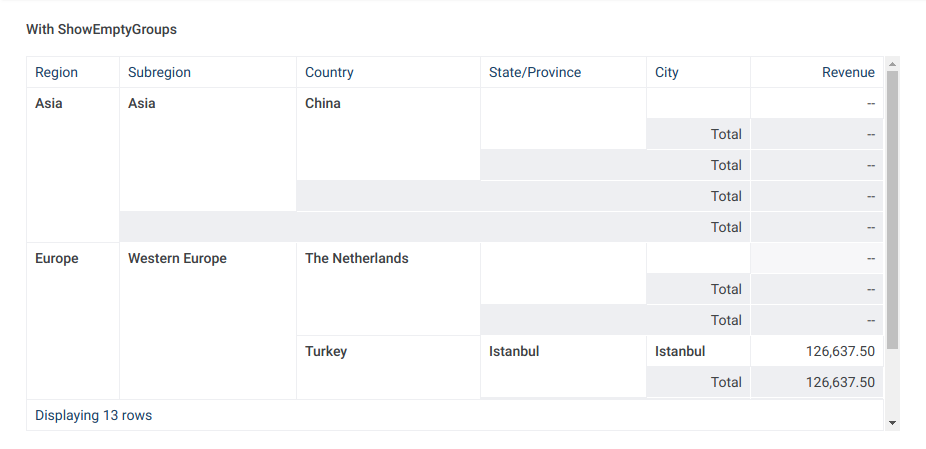 With ShowEmptyGroups
Region Subregion Country State/Province City Revenue
Asia Asia China --
Total --
Total --
Total --
Total --
Europe Western Europe The Netherlands --
Total --
Total --
Turkey Istanbul Istanbul 126,637.50
Total 126,637.50
Displaying 13 rows